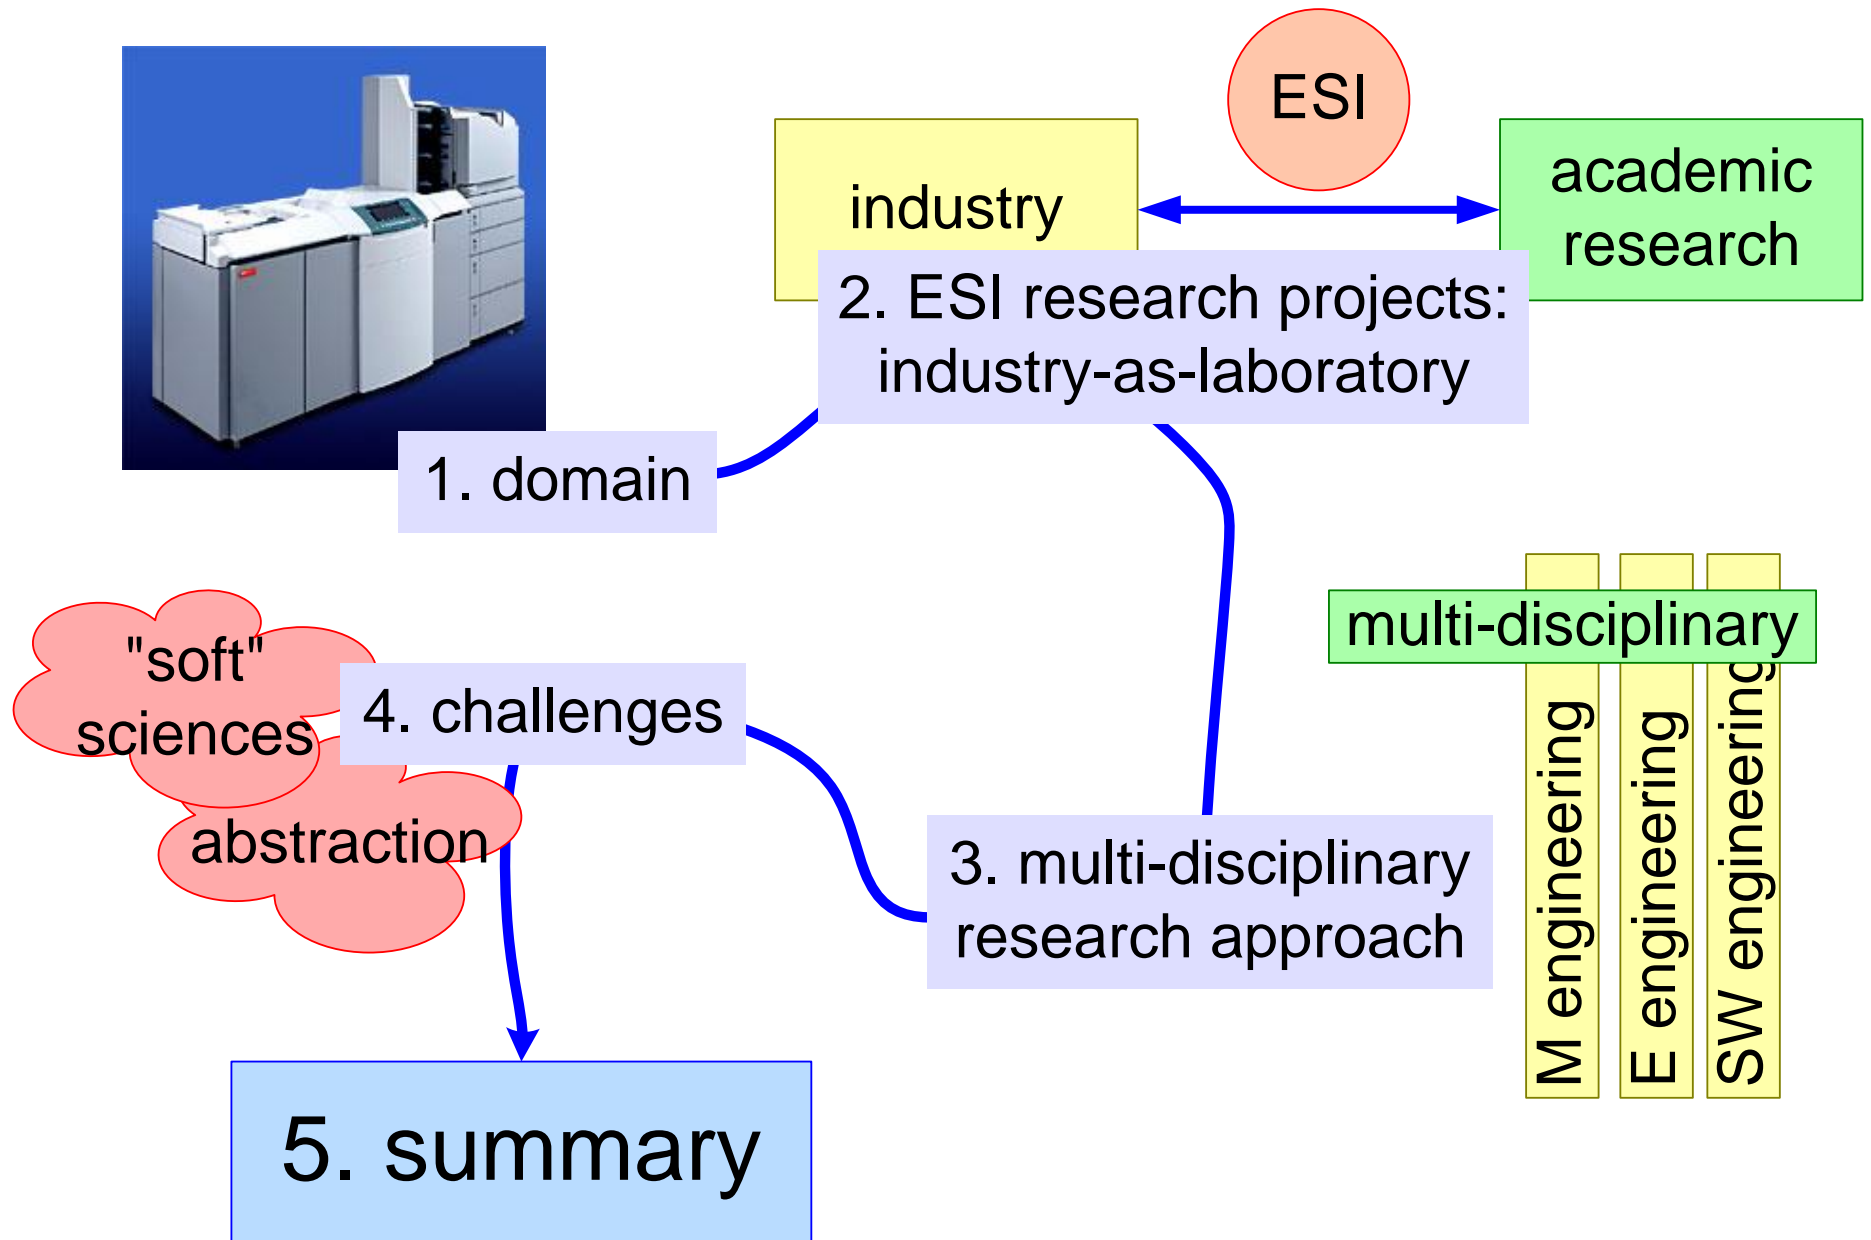 ESI
industry
academic
research
2. ESI research projects:
industry-as-laboratory
1. domain
multi-disciplinary
M engineering
E engineering
SW engineering
"soft"
sciences
4. challenges
abstraction
3. multi-disciplinary
research approach
5. summary